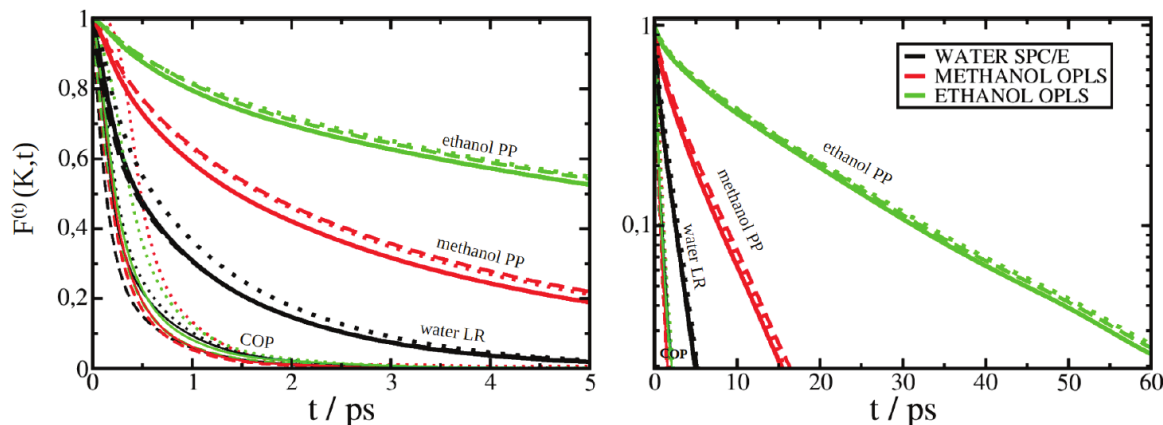 F(t) (K,t)
1
0.8
0,6
0.4
0,2
0
ethanol PP
methanol PP
water LR
COP
0
1
2
3
4
5
t / ps
1
0.1
WATER SPC/E
METHANOL OPLS
ETHANOL OPLS
ethanol PP
methanol PP
water LR
COP
0
10
20
30
40
50
60
t / ps